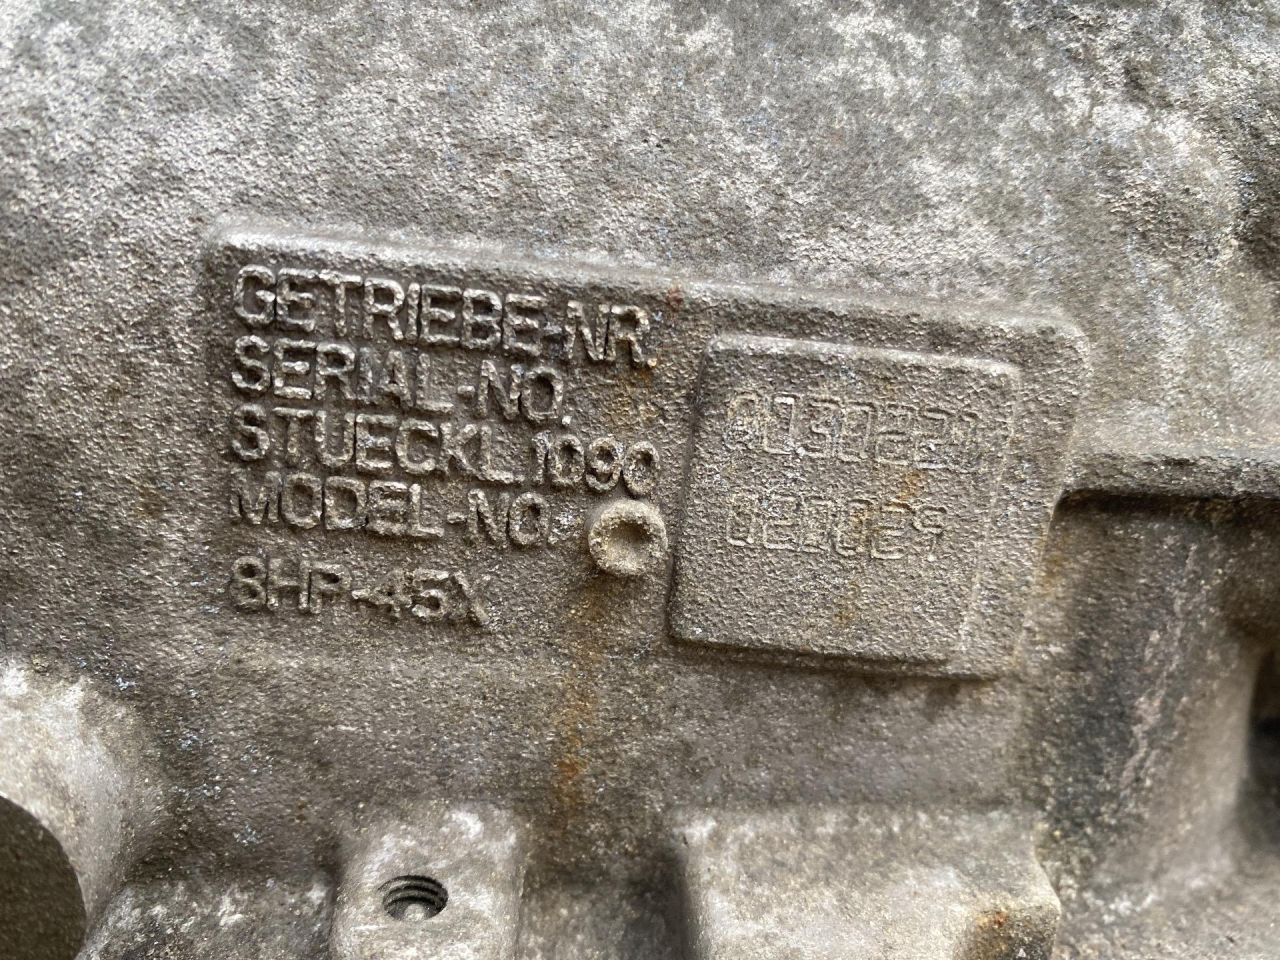 GETRIEBE-NR.
SERIAL-NO.
STUECKL.1090
MODEL-NO.
8HP-45X